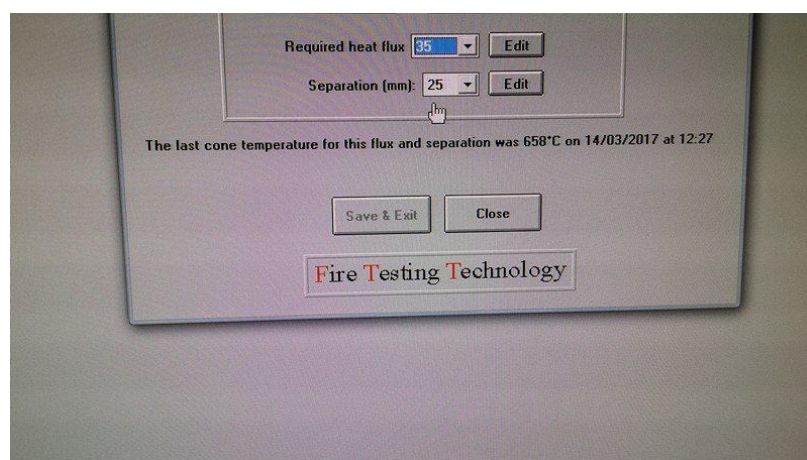 Required heat flux 35 Edit
Separation (mm): 25 Edit
The last cone temperature for this flux and separation was 658°C on 14/03/2017 at 12:27
Save & Exit Close
Fire Testing Technology